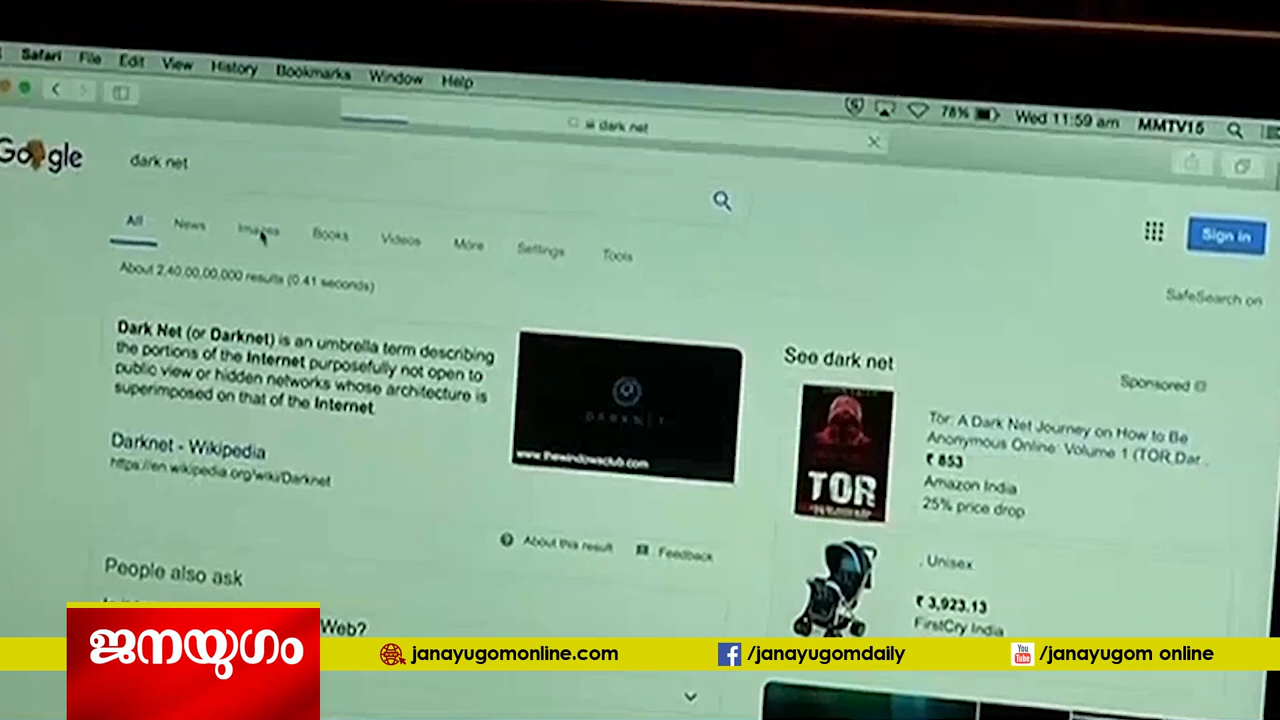 Safari File Edit View History Bookmarks Window Help
78% Wed 11:59 am MMTV15
dark net
Google
dark net
All News Images Books Videos More Settings Tools
Sign in
About 2,40,00,00,000 results (0.41 seconds)
SafeSearch on
Dark Net (or Darknet) is an umbrella term describing
the portions of the Internet purposefully not open to
public view or hidden networks whose architecture is
superimposed on that of the Internet.
DARKNET
www.thewindowsclub.com
Darknet - Wikipedia
https://en.wikipedia.org/wiki/Darknet
About this result Feedback
People also ask
Web?
See dark net
Sponsored
TOR
Tor: A Dark Net Journey on How to Be
Anonymous Online: Volume 1 (TOR,Dar...
₹ 853
Amazon India
25% price drop
. Unisex
₹ 3,923.13
FirstCry India
ജനയുഗം
janayugomonline.com
/janayugomdaily
You Tube
/janayugom online